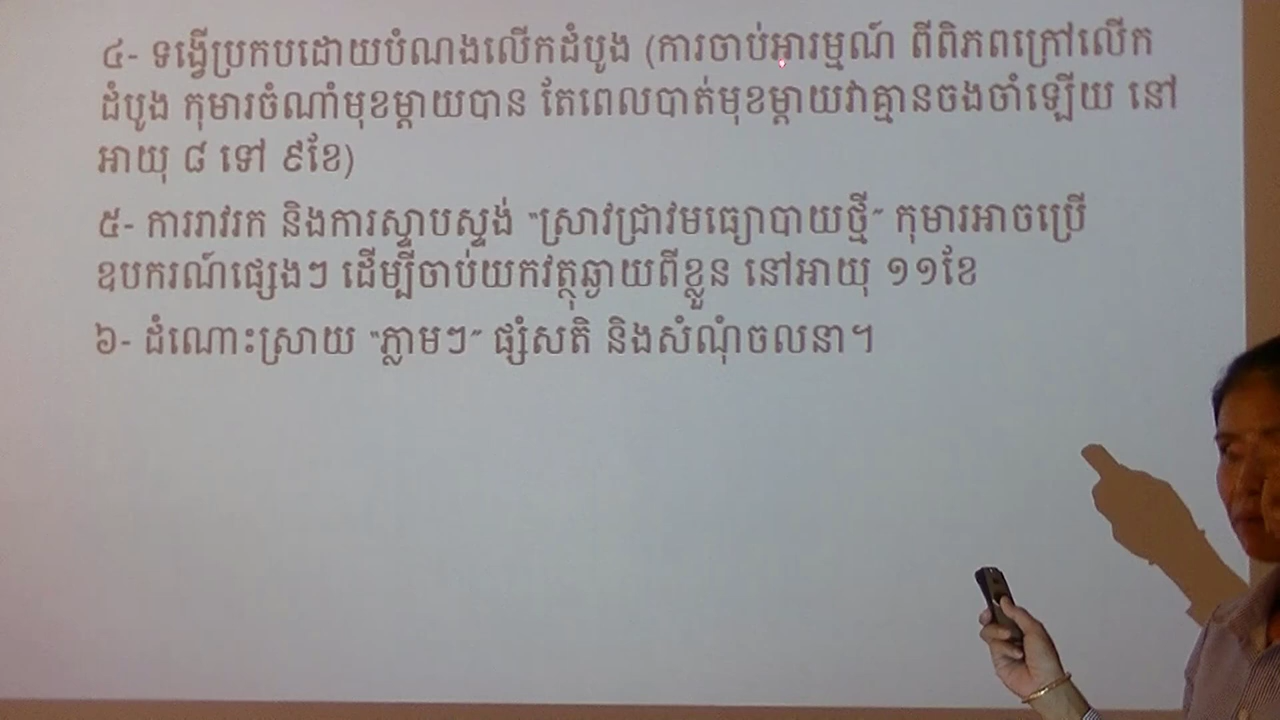 ៤- ទង្វើប្រកបដោយបំណងលើកដំបូង (ការចាប់អារម្មណ៍ ពីពិភពក្រៅលើក
ដំបូង កុមារចំណាំមុខម្ដាយបាន តែពេលបាត់មុខម្ដាយវាគ្មានចងចាំឡើយ នៅ
អាយុ ៨ ទៅ ៩ខែ)
៥- ការរាវរក និងការស្ទាបស្ទង់ “ស្រាវជ្រាវមធ្យោបាយថ្មី” កុមារអាចប្រើ
ឧបករណ៍ផ្សេងៗ ដើម្បីចាប់យកវត្ថុឆ្ងាយពីខ្លួន នៅអាយុ ១១ខែ
៦- ដំណោះស្រាយ “ភ្លាមៗ” ផ្សំសតិ និងសំណុំចលនា។